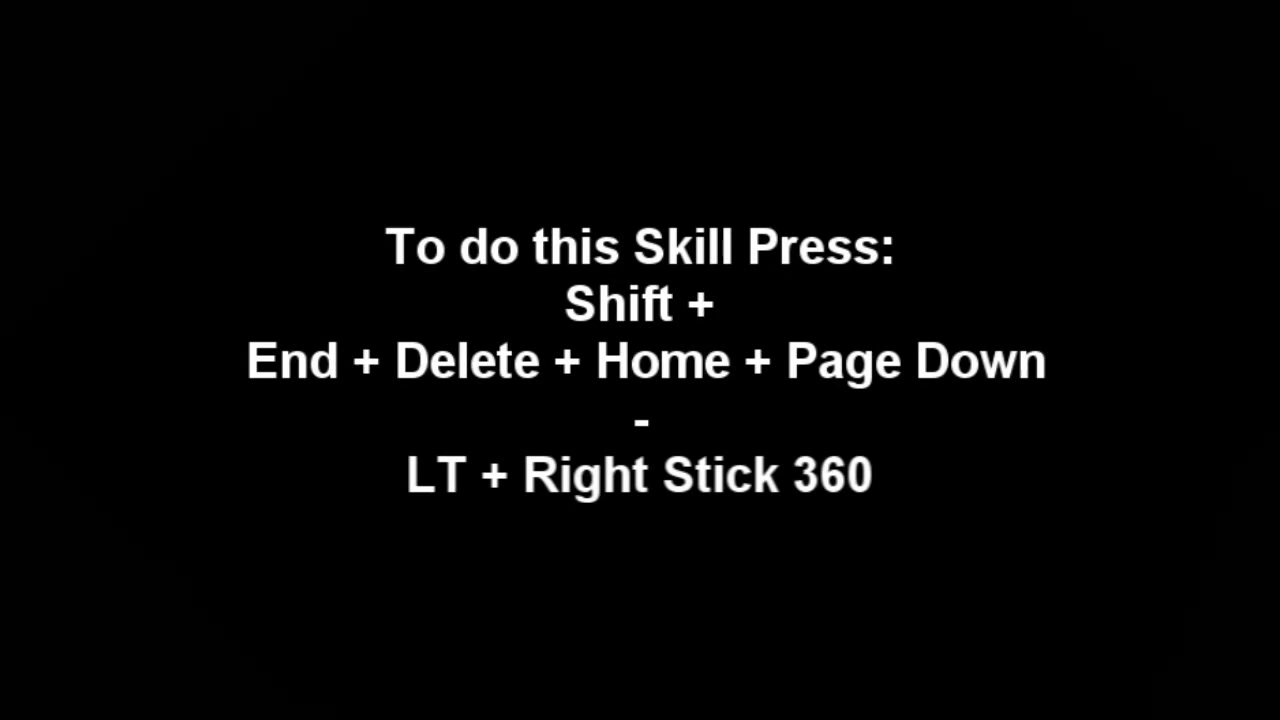 To do this Skill Press:
Shift +
End + Delete + Home + Page Down
-
LT + Right Stick 360